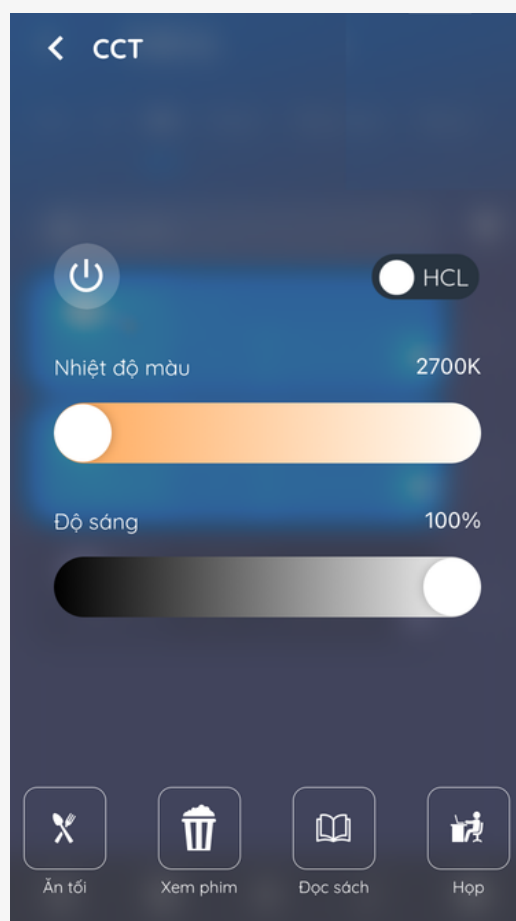 CCT
HCL
Nhiệt độ màu 2700K
Độ sáng 100%
Ăn tối Xem phim Đọc sách Họp